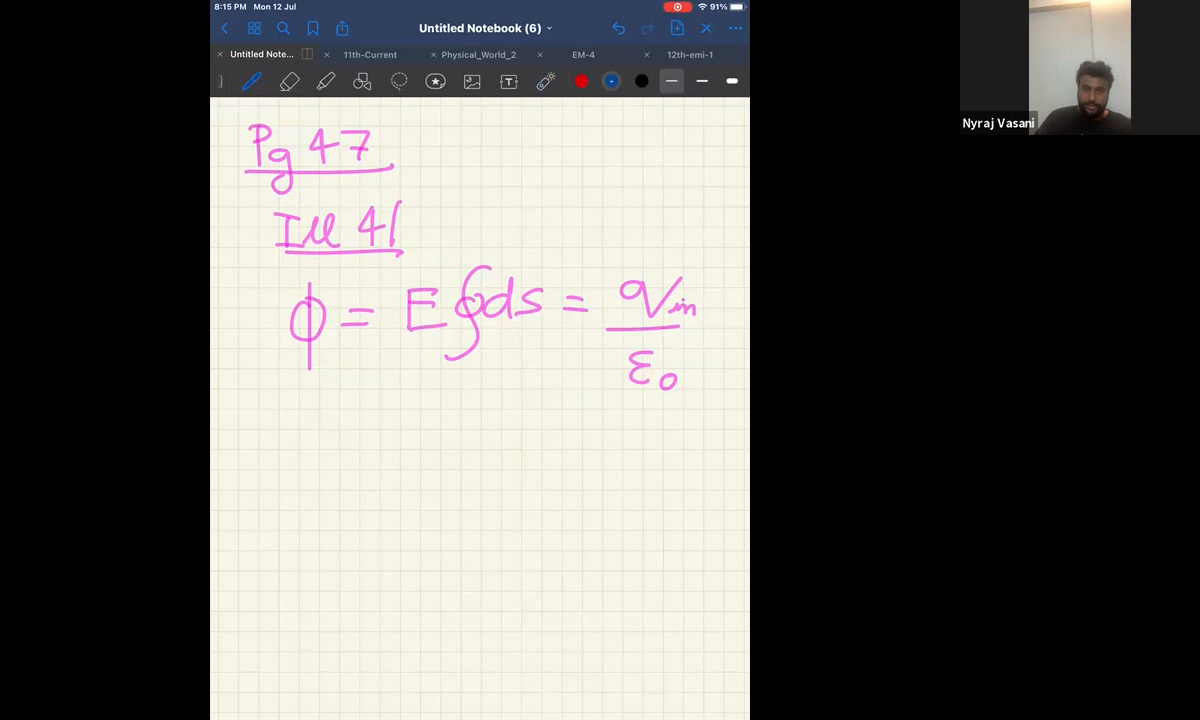 8:15 PM Mon 12 Jul
91%
Untitled Notebook (6)
Untitled Note... 11th-Current Physical_World_2 EM-4 12th-emi-1
Nyraj Vasani
Pg 47
Ill 41
ϕ = E ∮ds = q in / ε0